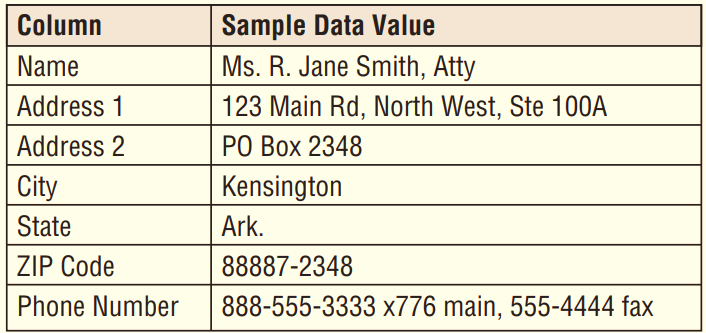 Column Sample Data Value
Name Ms. R. Jane Smith, Atty
Address 1 123 Main Rd, North West, Ste 100A
Address 2 PO Box 2348
City Kensington
State Ark.
ZIP Code 88887-2348
Phone Number 888-555-3333 x776 main, 555-4444 fax